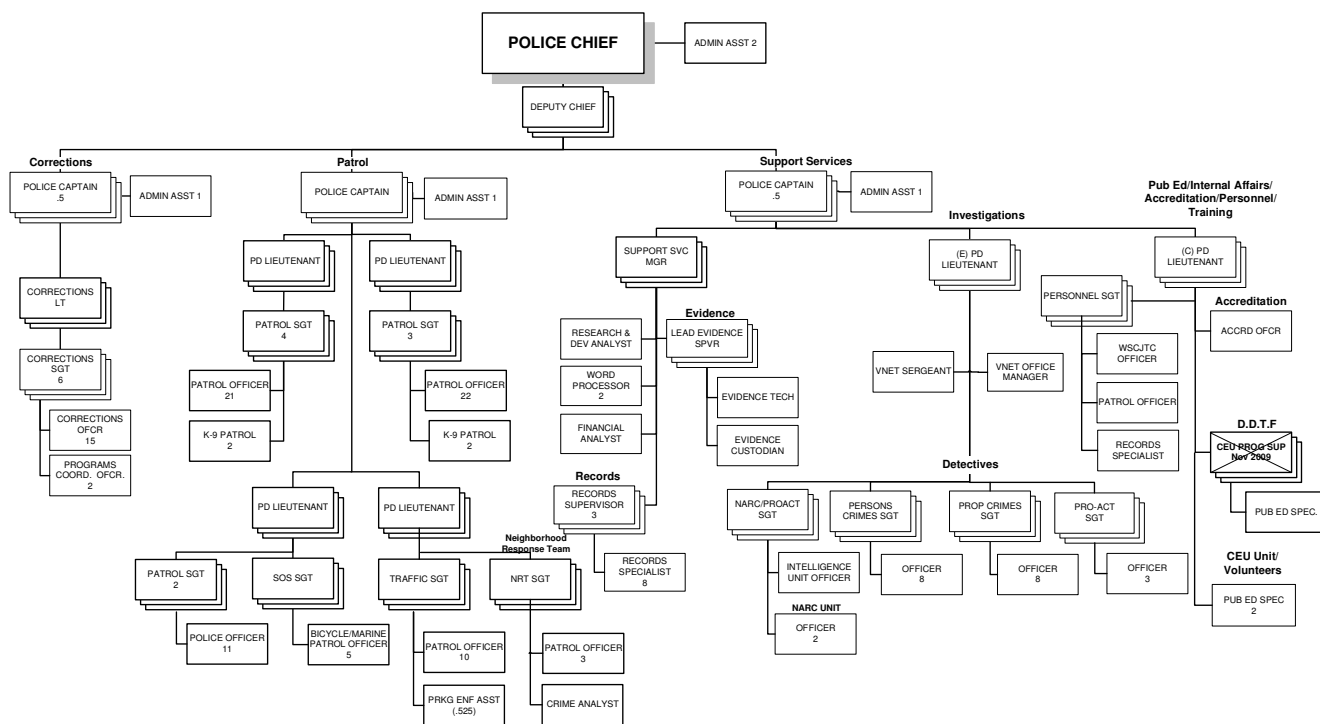 POLICE CHIEF
ADMIN ASST 2
DEPUTY CHIEF
Corrections
POLICE CAPTAIN
.5
ADMIN ASST 1
CORRECTIONS
LT
CORRECTIONS
SGT
6
CORRECTIONS
OFCR
15
PROGRAMS
COORD. OFCR.
2
Patrol
POLICE CAPTAIN
ADMIN ASST 1
PD LIEUTENANT
PATROL SGT
4
PATROL OFFICER
21
K-9 PATROL
2
PD LIEUTENANT
PATROL SGT
3
PATROL OFFICER
22
K-9 PATROL
2
PD LIEUTENANT
PATROL SGT
2
POLICE OFFICER
11
SOS SGT
BICYCLE/MARINE
PATROL OFFICER
5
PD LIEUTENANT
TRAFFIC SGT
PATROL OFFICER
10
PRKG ENF ASST
(.525)
Neighborhood
Response Team
NRT SGT
PATROL OFFICER
3
CRIME ANALYST
Support Services
POLICE CAPTAIN
.5
ADMIN ASST 1
SUPPORT SVC
MGR
RESEARCH &
DEV ANALYST
WORD
PROCESSOR
2
FINANCIAL
ANALYST
Evidence
LEAD EVIDENCE
SPVR
EVIDENCE TECH
EVIDENCE
CUSTODIAN
Records
RECORDS
SUPERVISOR
3
RECORDS
SPECIALIST
8
Investigations
(E) PD
LIEUTENANT
VNET SERGEANT
VNET OFFICE
MANAGER
Detectives
NARC/PROACT
SGT
INTELLIGENCE
UNIT OFFICER
NARC UNIT
OFFICER
2
PERSONS
CRIMES SGT
OFFICER
8
PROP CRIMES
SGT
OFFICER
8
PRO-ACT
SGT
OFFICER
3
Pub Ed/Internal Affairs/
Accreditation/Personnel/
Training
(C) PD
LIEUTENANT
PERSONNEL SGT
WSCJTC
OFFICER
PATROL OFFICER
RECORDS
SPECIALIST
Accreditation
ACCRD OFCR
D.D.T.F
CEU PROG SUP
Nov 2009
PUB ED SPEC.
CEU Unit/
Volunteers
PUB ED SPEC
2